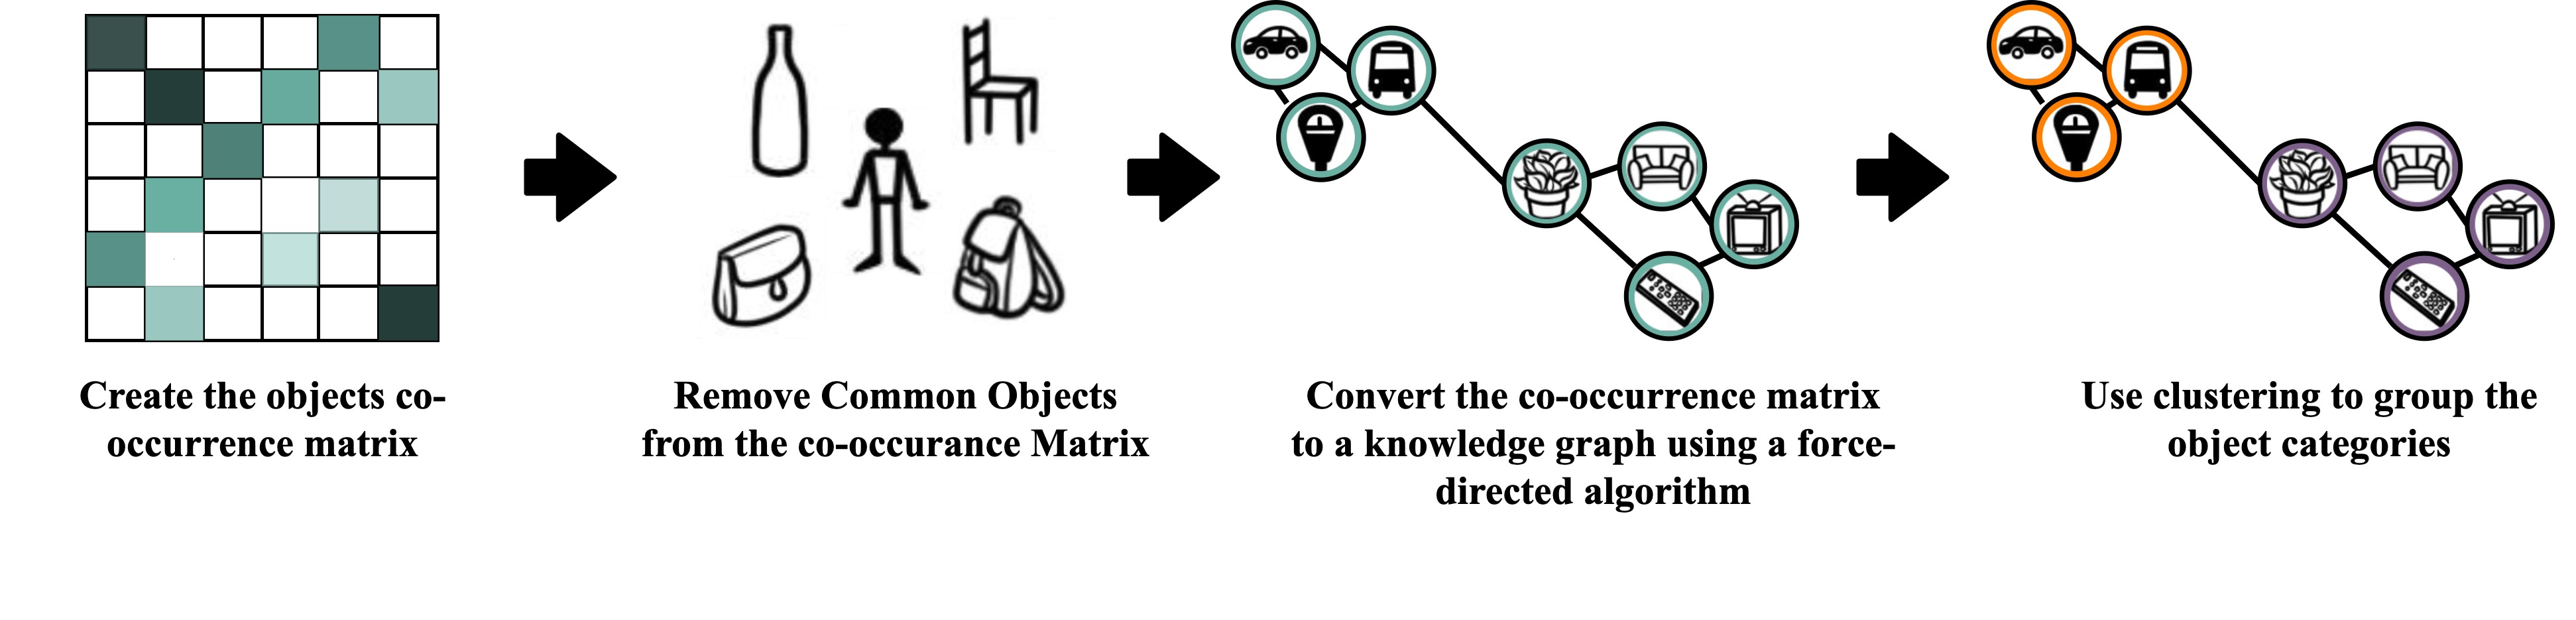 Create the objects co-
occurrence matrix
Remove Common Objects
from the co-occurance Matrix
Convert the co-occurrence matrix
to a knowledge graph using a force-
directed algorithm
Use clustering to group the
object categories